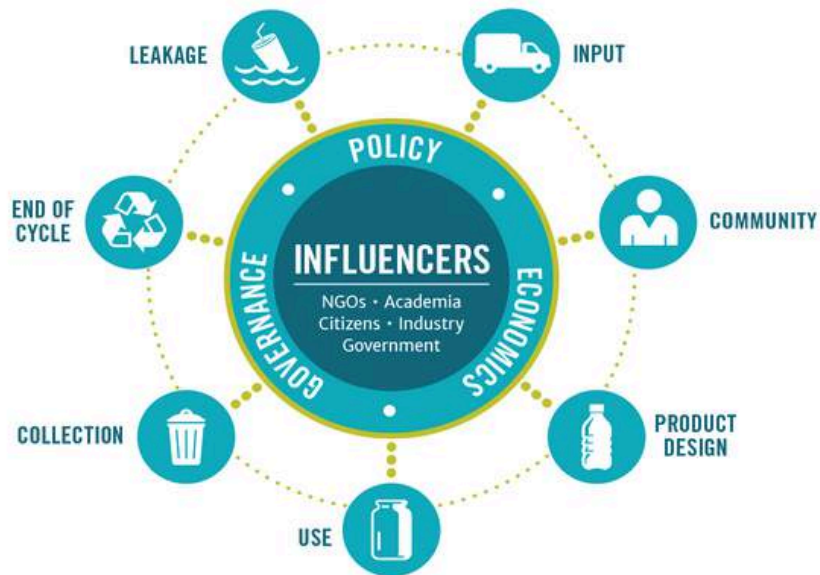 LEAKAGE
INPUT
POLICY
END OF
CYCLE
COMMUNITY
INFLUENCERS
NGOs • Academia
Citizens • Industry
Government
GOVERNANCE
ECONOMICS
COLLECTION
PRODUCT
DESIGN
USE